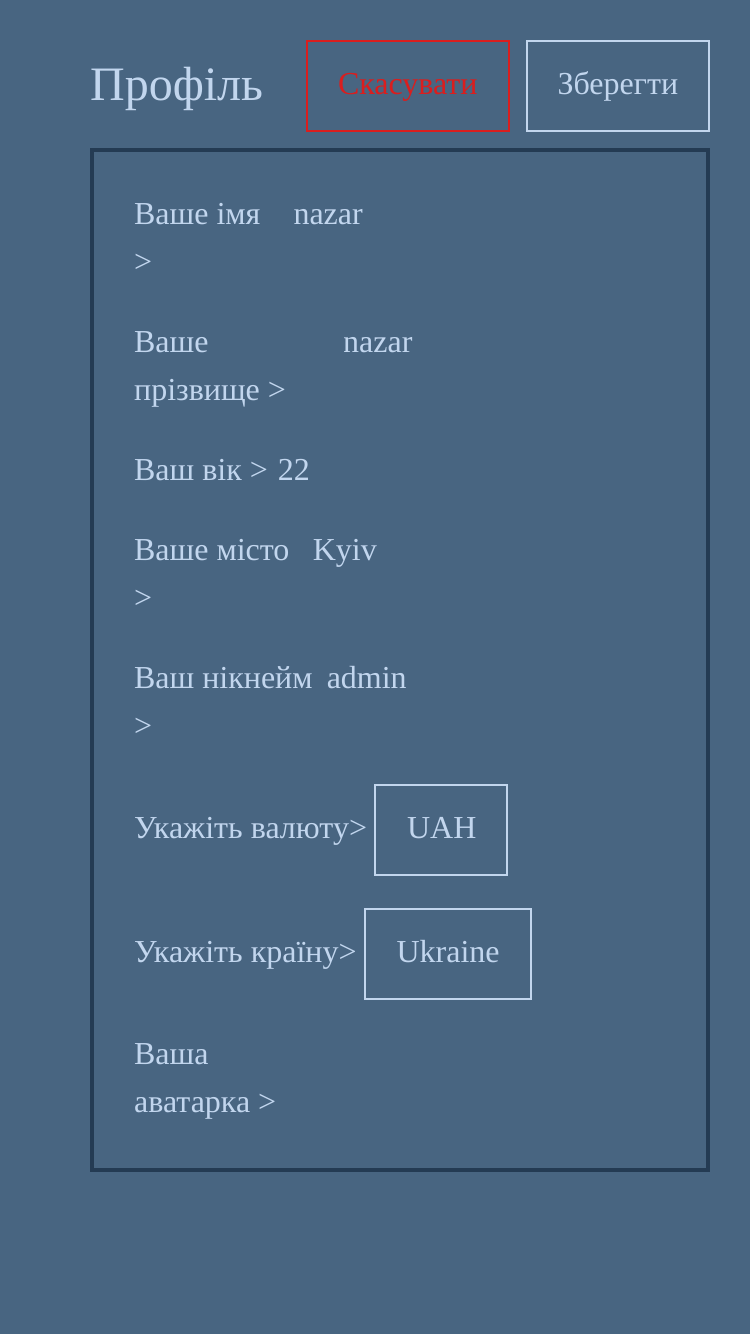 Профіль Скасувати Зберегти
Ваше імя nazar
>
Ваше nazar
прізвище >
Ваш вік > 22
Ваше місто Kyiv
>
Ваш нікнейм admin
>
Укажіть валюту> UAH
Укажіть країну> Ukraine
Ваша
аватарка >